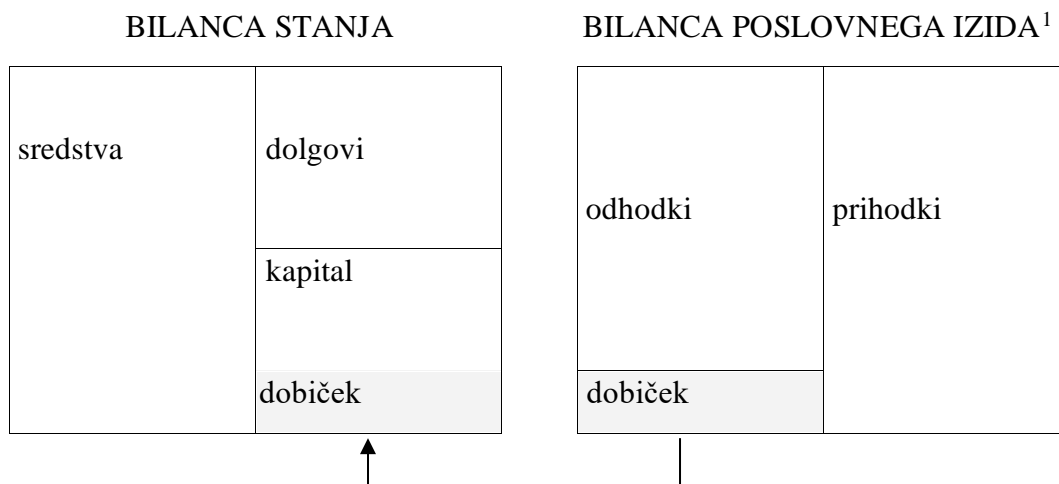 BILANCA STANJA
BILANCA POSLOVNEGA IZIDA¹
sredstva
dolgovi
kapital
dobiček
odhodki
prihodki
dobiček